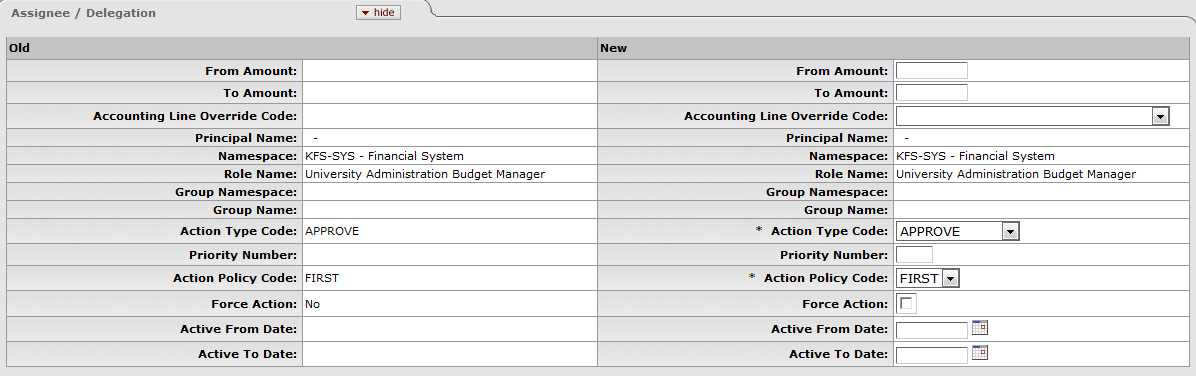 Assignee / Delegation hide
Old New
From Amount: From Amount:
To Amount: To Amount:
Accounting Line Override Code: Accounting Line Override Code:
Principal Name: - Principal Name: -
Namespace: KFS-SYS - Financial System Namespace: KFS-SYS - Financial System
Role Name: University Administration Budget Manager Role Name: University Administration Budget Manager
Group Namespace: Group Namespace:
Group Name: Group Name:
Action Type Code: APPROVE * Action Type Code: APPROVE
Priority Number: Priority Number:
Action Policy Code: FIRST * Action Policy Code: FIRST
Force Action: No Force Action:
Active From Date: Active From Date:
Active To Date: Active To Date: